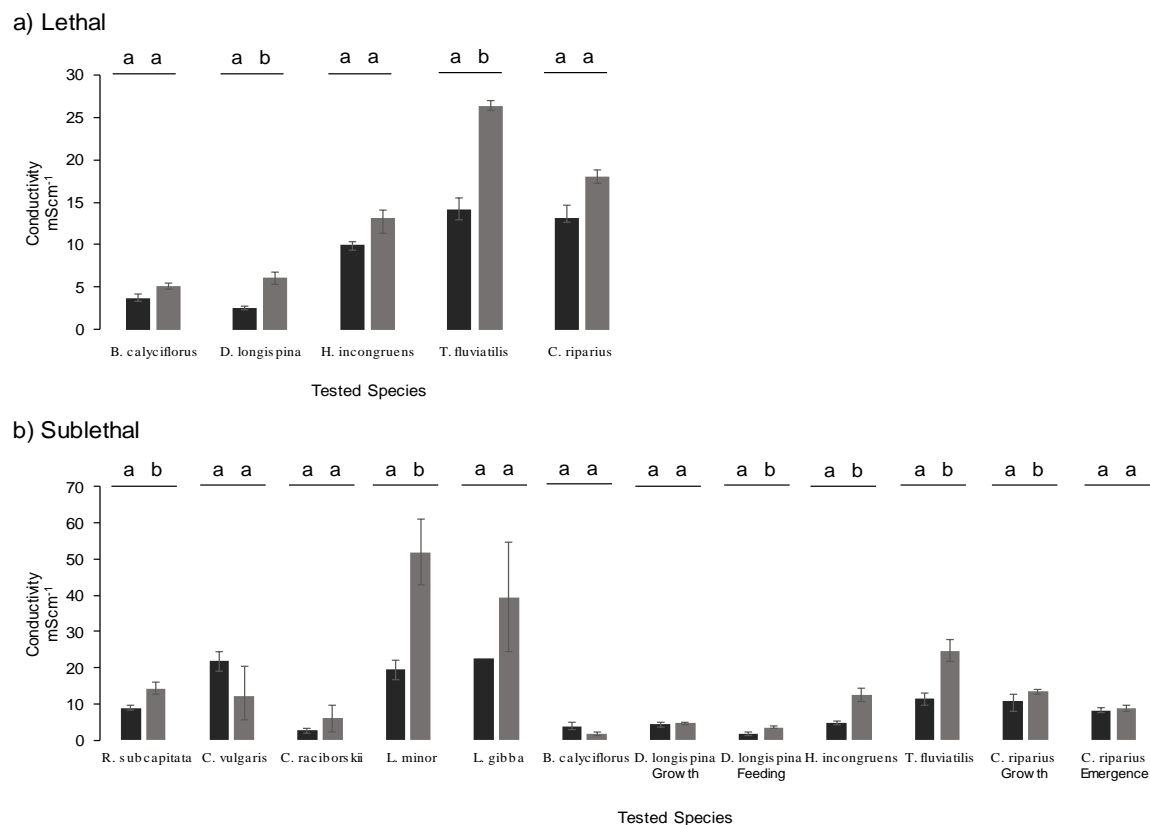 a) Lethal
a a a b a a a b a a
30
25
20
15
10
5
0
Conductivity
mScm-1
B. calyciflorus D. longispina H. incongruens T. fluviatilis C. riparius
Tested Species
b) Sublethal
a b a a a a a b a a a a a a a b a b a b a b a a
70
60
50
40
30
20
10
0
Conductivity
mScm-1
R. subcapitata C. vulgaris C. raciborskii L. minor L. gibba B. calyciflorus D. longispina D. longispina H. incongruens T. fluviatilis C. riparius C. riparius
Growth Feeding Growth Emergence
Tested Species